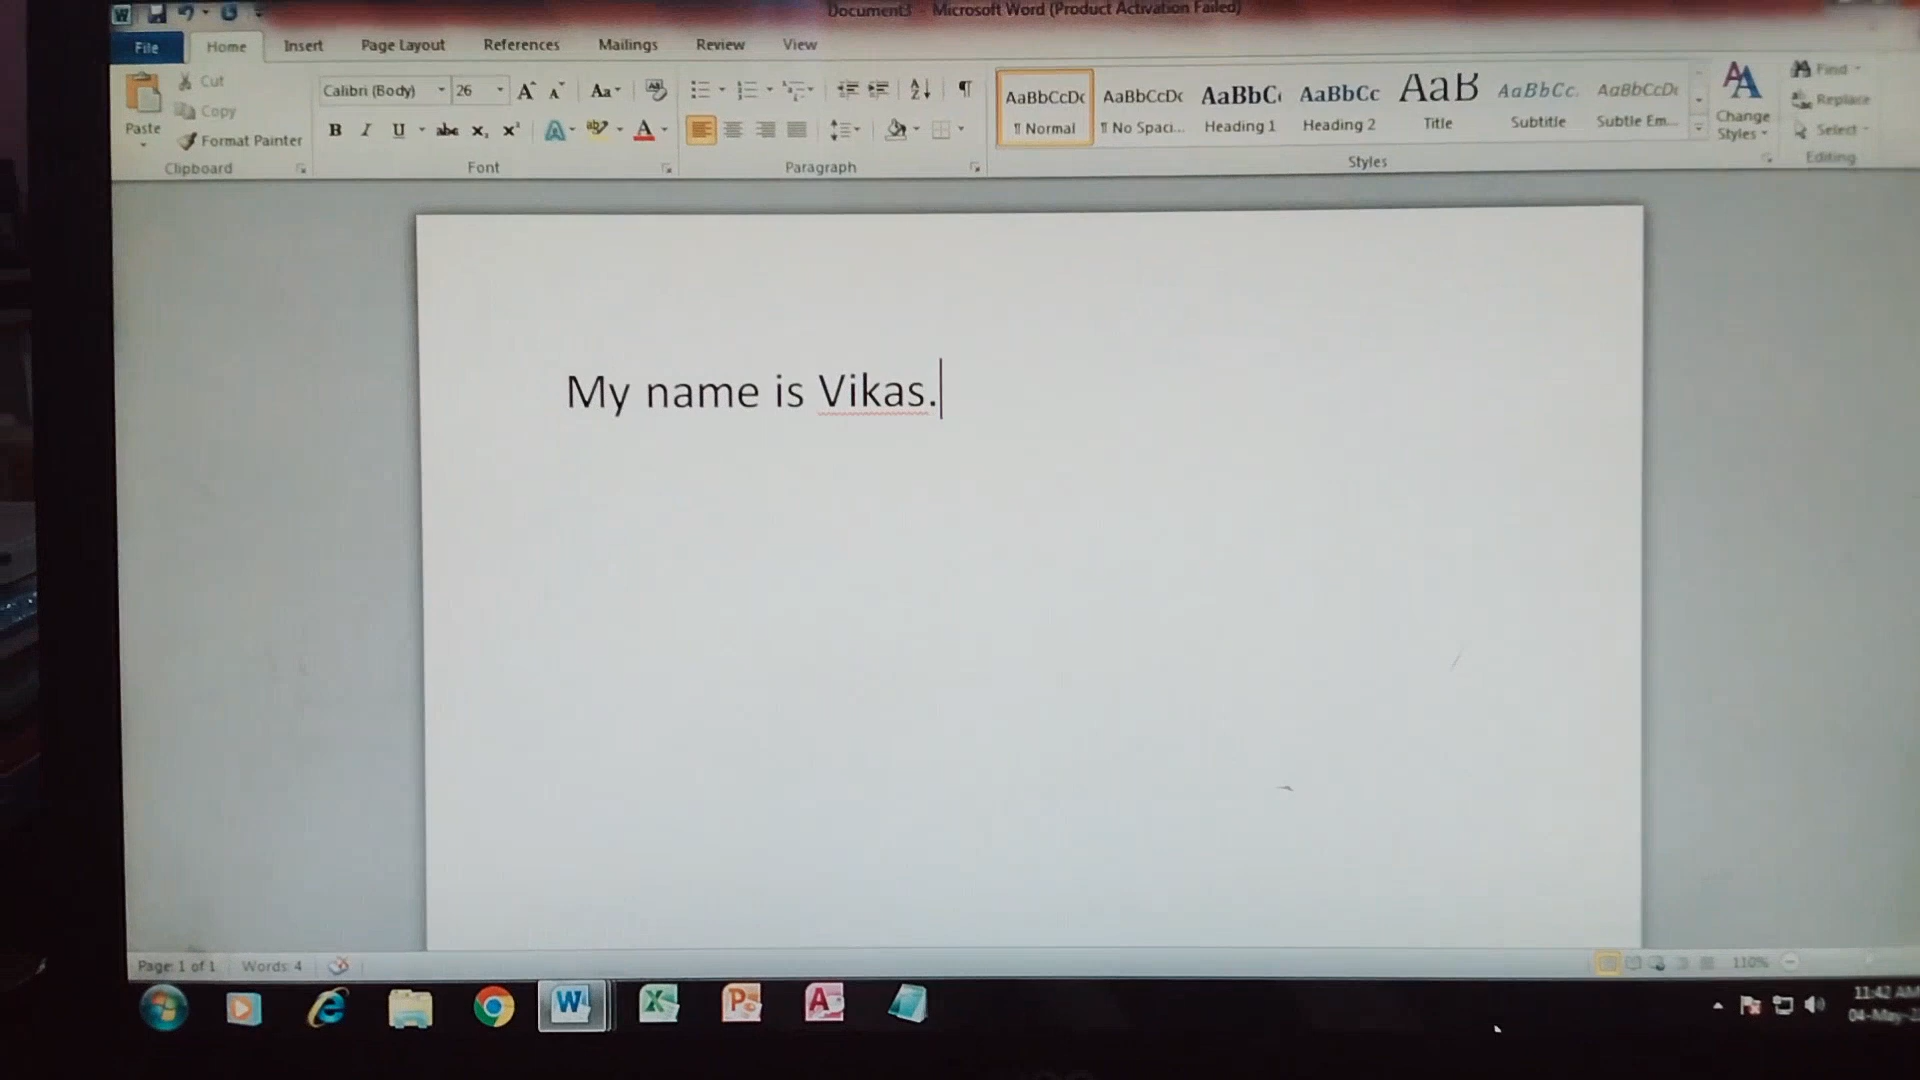 Document3 - Microsoft Word (Product Activation Failed)
File Home Insert Page Layout References Mailings Review View
Cut
Copy
Format Painter
Paste
Clipboard
Calibri (Body) 26
Font
Paragraph
AaBbCcDc AaBbCcDc AaBbC AaBbCc AaB AaBbCc. AaBbCcDc
¶ Normal ¶ No Spaci... Heading 1 Heading 2 Title Subtitle Subtle Em...
Change Styles
Styles
Find
Replace
Select
Editing
My name is Vikas.
Page: 1 of 1 Words: 4 110%
11:42 AM
04-May-